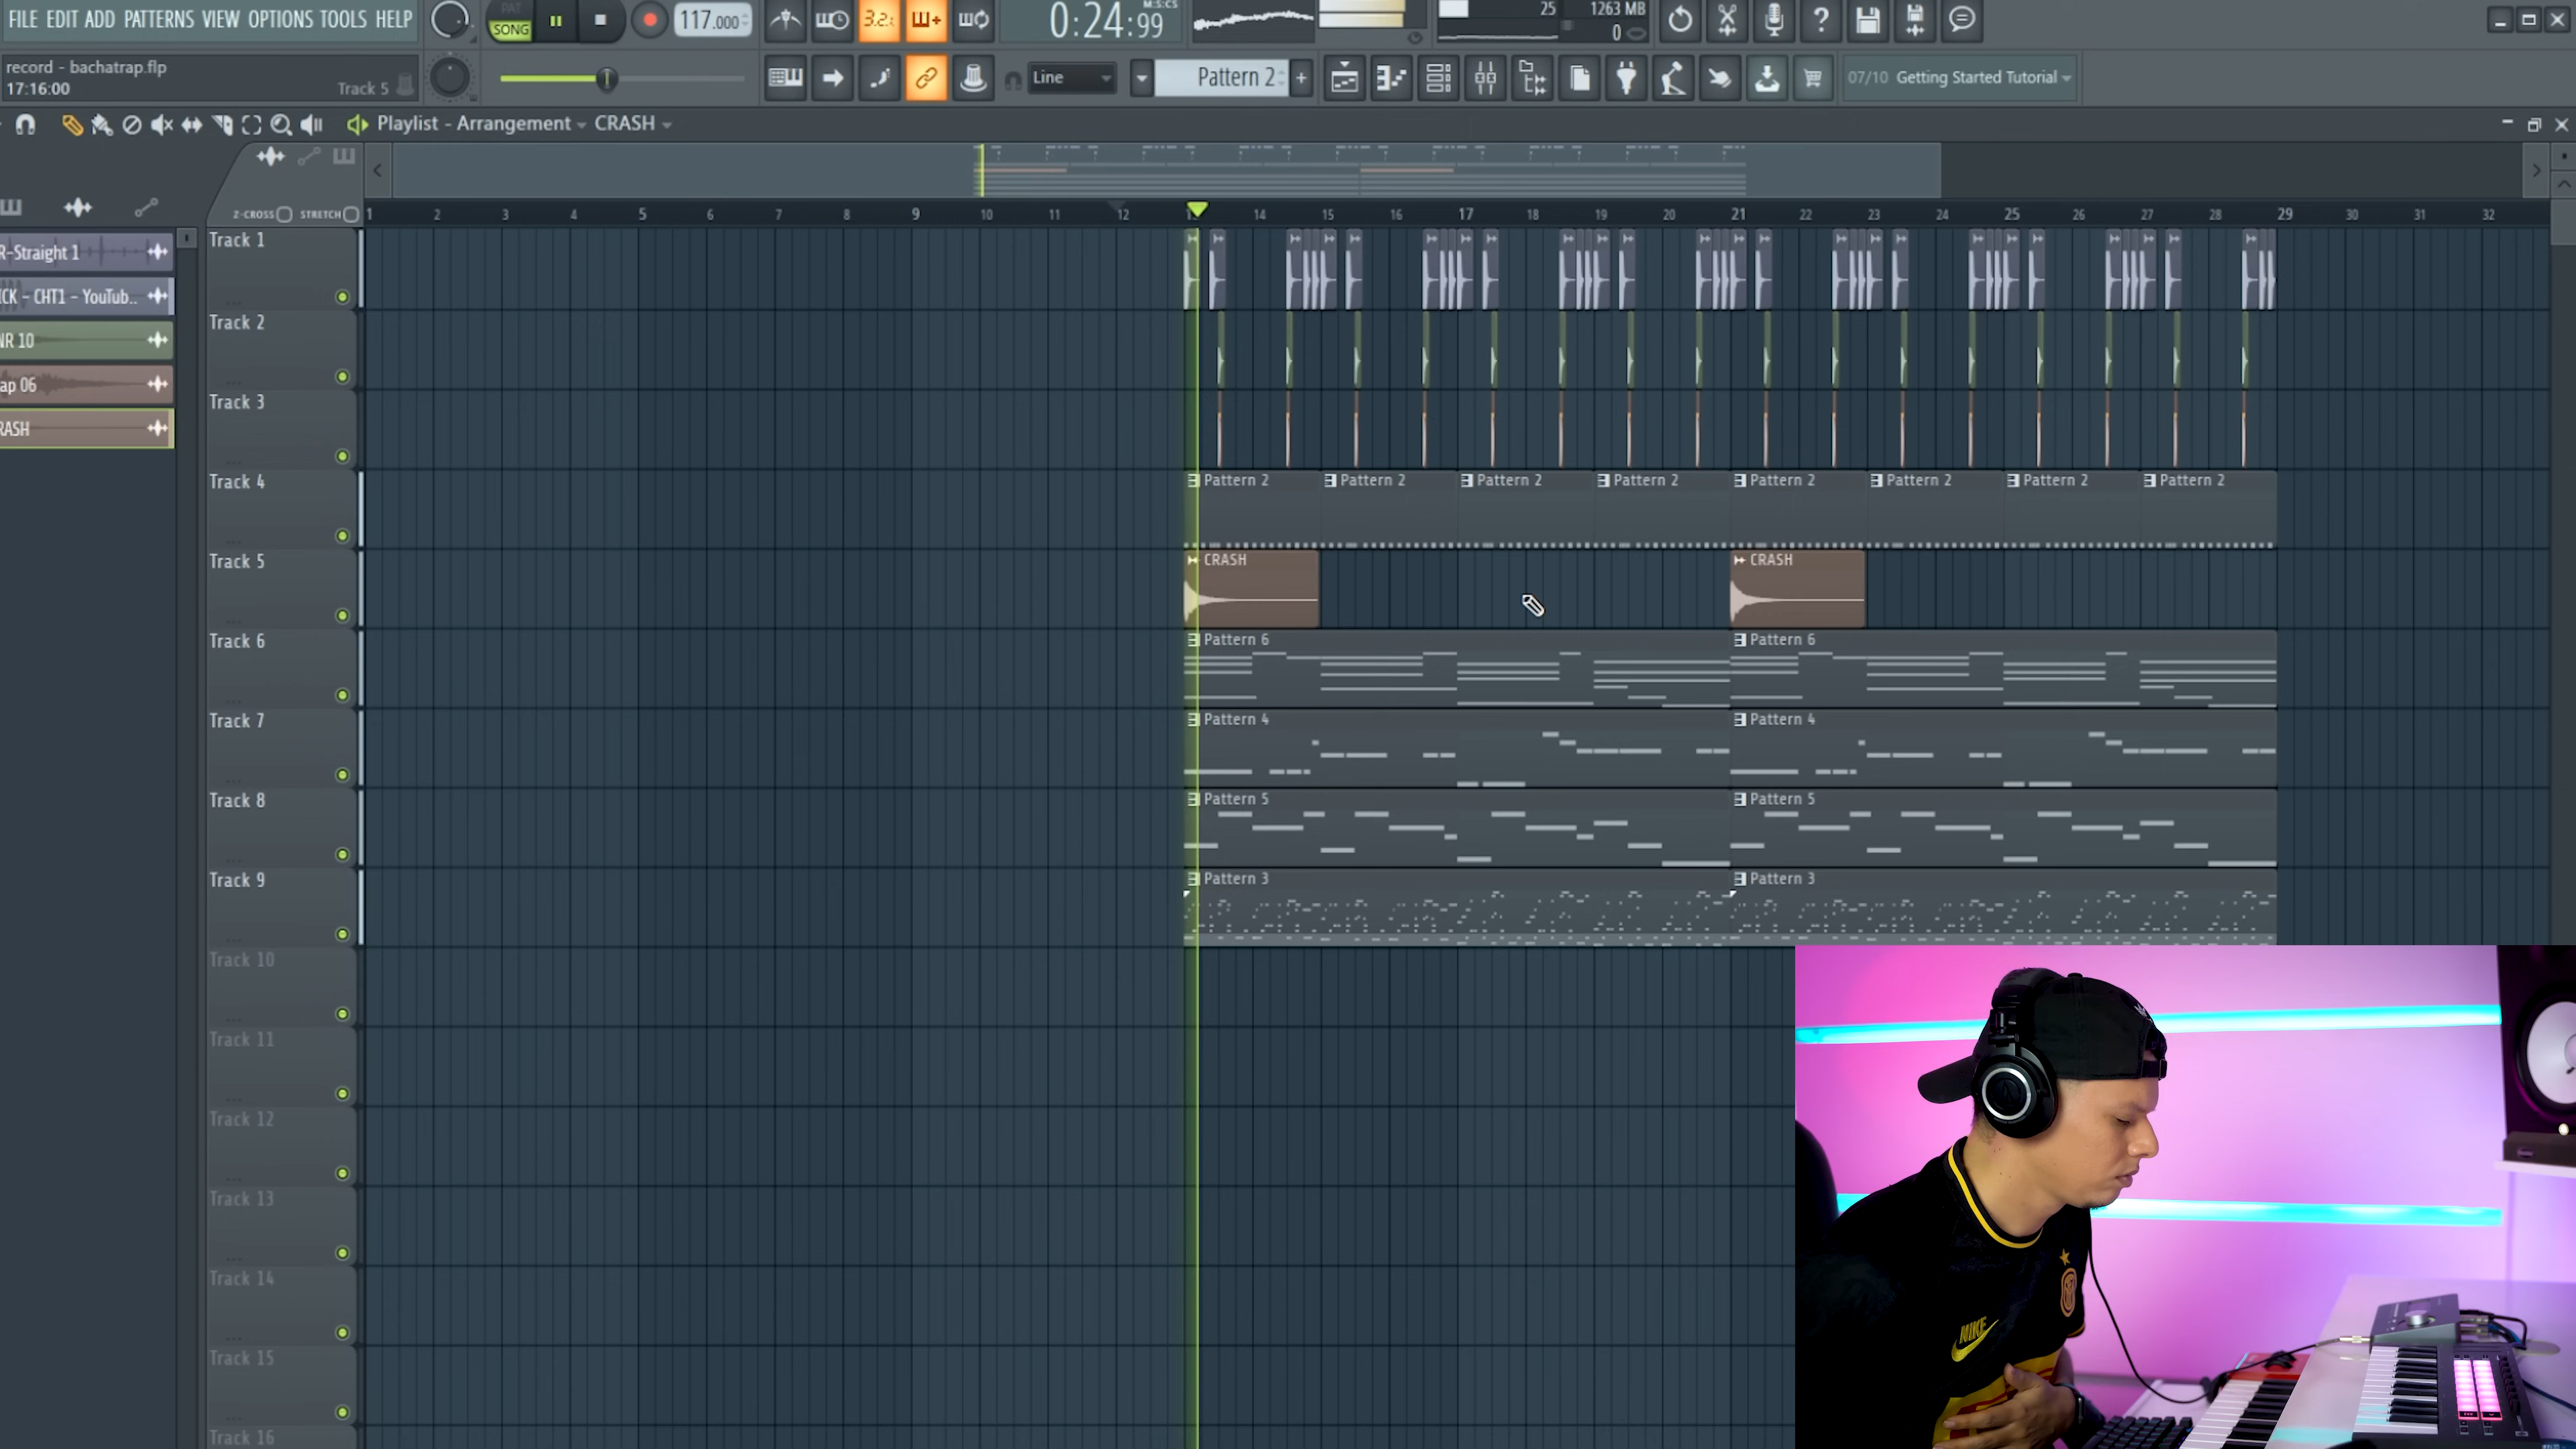 FILE EDIT ADD PATTERNS VIEW OPTIONS TOOLS HELP
PAT
SONG
117.000
3.2.
0:24:99
M:S:CS
25
1263 MB
0
record - bachatrap.flp
17:16:00
Track 5
Line
Pattern 2
+
07/10 Getting Started Tutorial
Playlist - Arrangement
CRASH
Z-CROSS
STRETCH
1 2 3 4 5 6 7 8 9 10 11 12 14 15 16 17 18 19 20 21 22 23 24 25 26 27 28 29 30 31 32
R-Straight 1
ICK - CHT1 - YouTub..
NR 10
ap 06
RASH
Track 1
Track 2
Track 3
Track 4
Pattern 2 Pattern 2 Pattern 2 Pattern 2 Pattern 2 Pattern 2 Pattern 2 Pattern 2
Track 5
CRASH CRASH
Track 6
Pattern 6 Pattern 6
Track 7
Pattern 4 Pattern 4
Track 8
Pattern 5 Pattern 5
Track 9
Pattern 3 Pattern 3
Track 10
Track 11
Track 12
Track 13
Track 14
Track 15
Track 16
NIKE